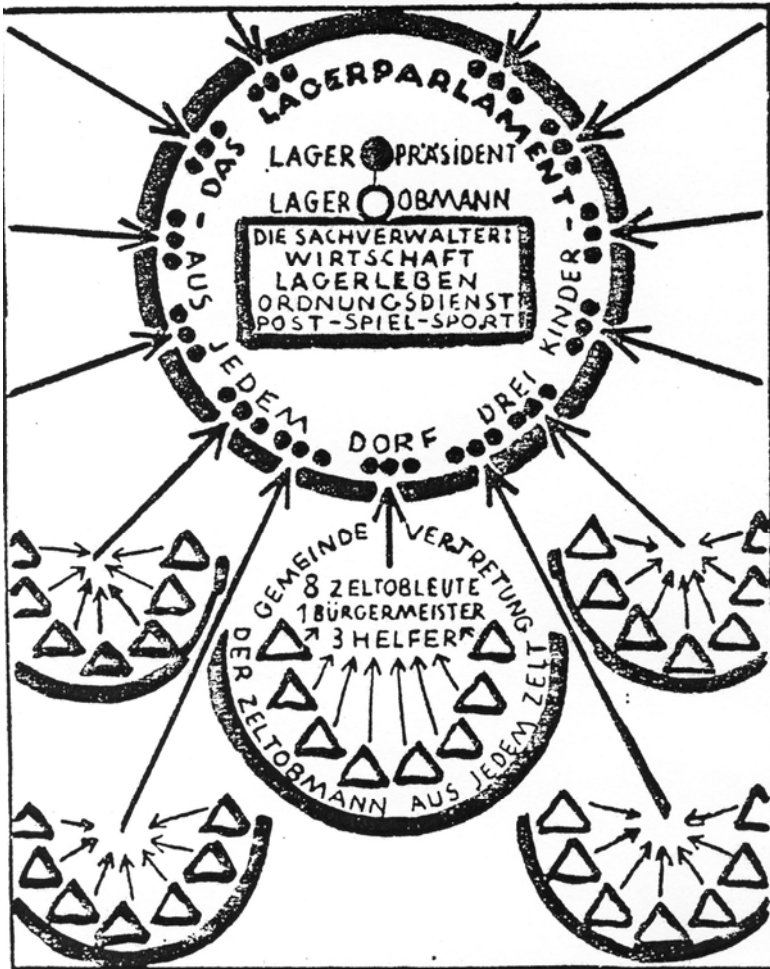 DAS LAGERPARLAMENT - AUS JEDEM DORF DREI KINDER -
LAGER PRÄSIDENT
LAGER OBMANN
DIE SACHVERWALTER:
WIRTSCHAFT
LAGERLEBEN
ORDNUNGSDIENST
POST-SPIEL-SPORT
GEMEINDE VERTRETUNG
8 ZELTOBLEUTE
1 BÜRGERMEISTER
3 HELFER
DER ZELTOBMANN AUS JEDEM ZELT